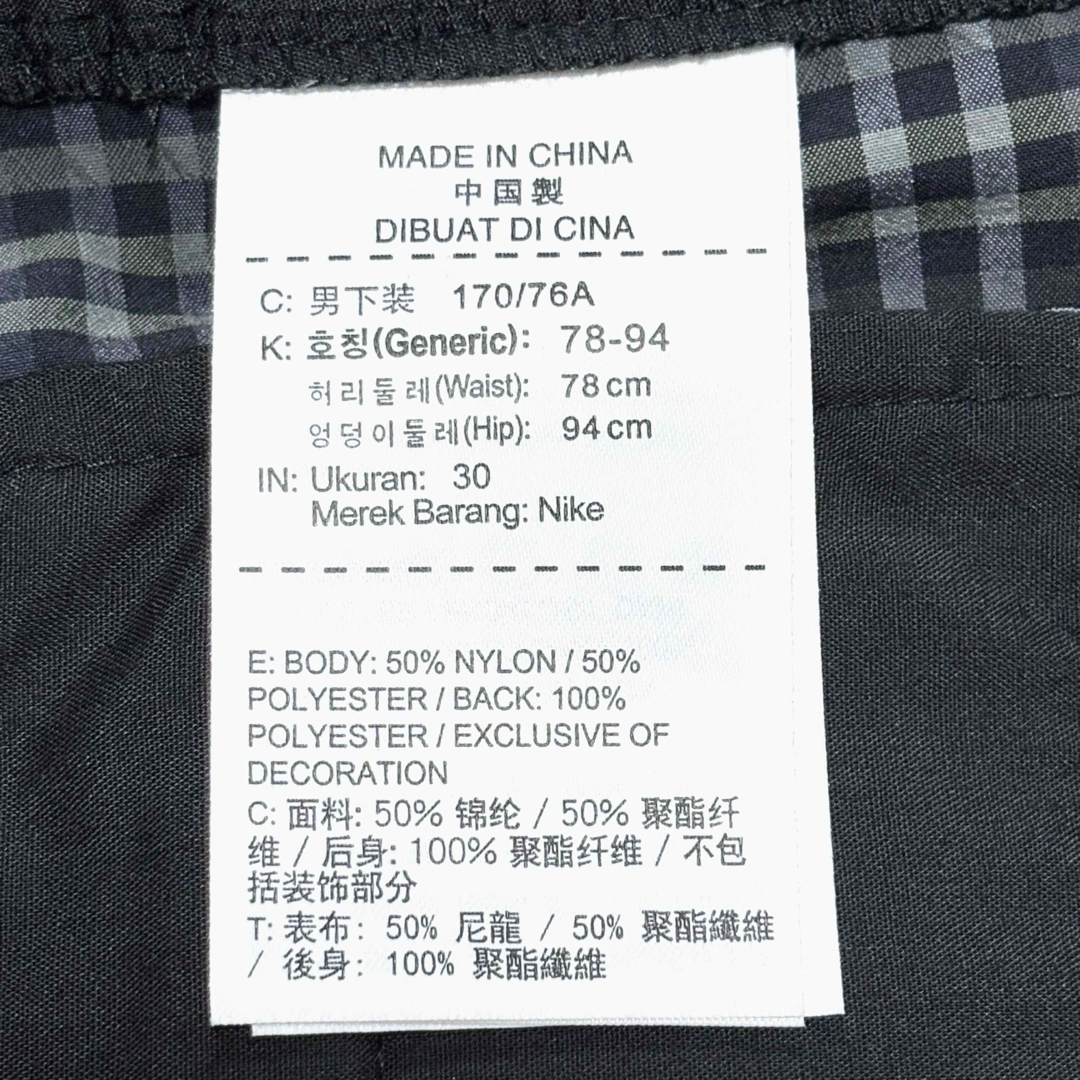 MADE IN CHINA
中国製
DIBUAT DI CINA
C: 男下装 170/76A
K: 호칭(Generic): 78-94
허리둘레(Waist): 78cm
엉덩이둘레(Hip): 94cm
IN: Ukuran: 30
Merek Barang: Nike
E: BODY: 50% NYLON / 50%
POLYESTER / BACK: 100%
POLYESTER / EXCLUSIVE OF
DECORATION
C: 面料: 50% 锦纶 / 50% 聚酯纤
维 / 后身: 100% 聚酯纤维 / 不包
括装饰部分
T: 表布: 50% 尼龍 / 50% 聚酯纖維
/ 後身: 100% 聚酯纖維